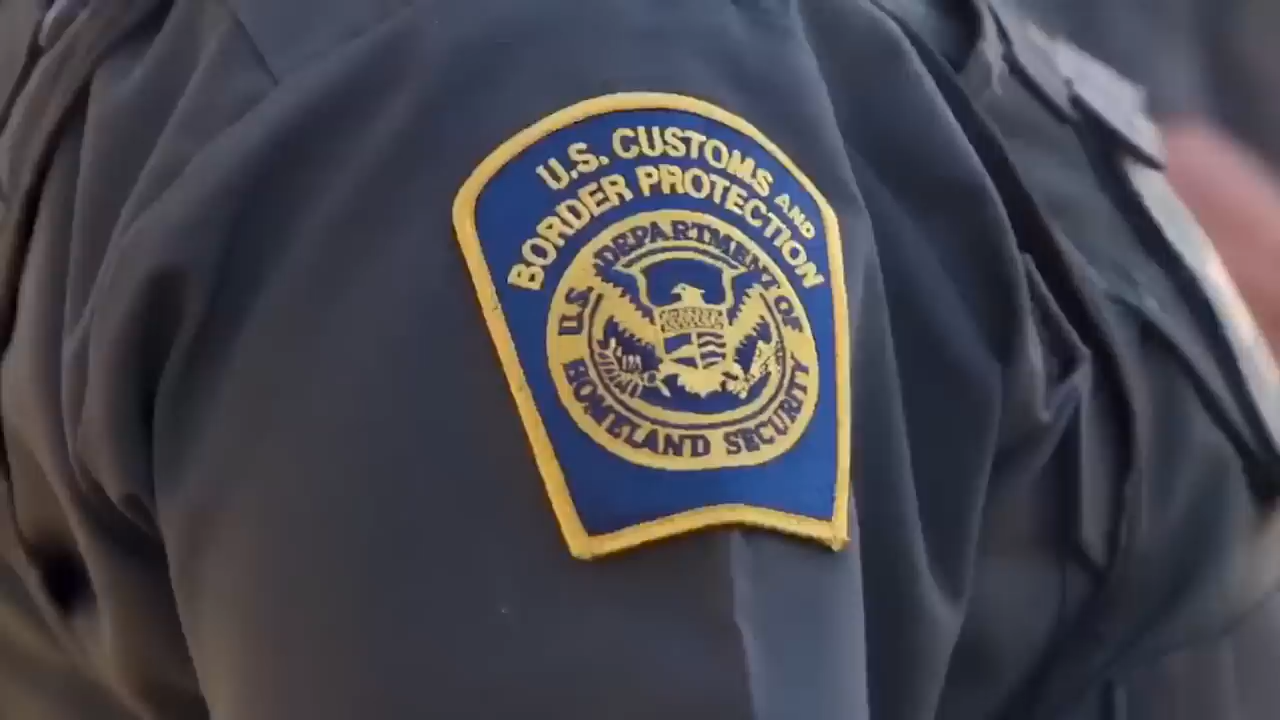 U.S. CUSTOMS AND
BORDER PROTECTION
U.S. DEPARTMENT OF
HOMELAND SECURITY